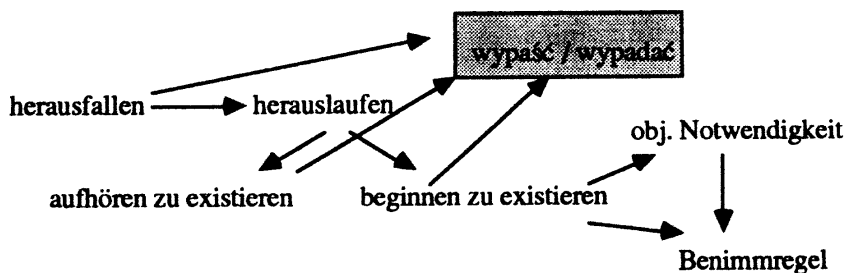 wypaść / wypadać
herausfallen herauslaufen
obj. Notwendigkeit
aufhören zu existieren beginnen zu existieren
Benimmregel